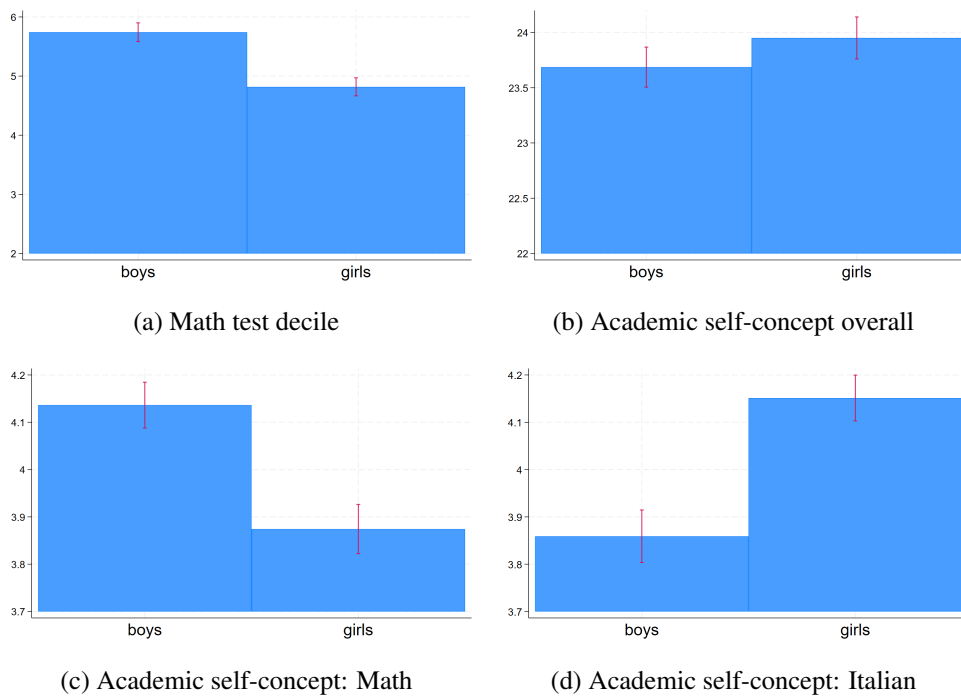 6
5
4
3
2
boys girls
(a) Math test decile
24
23.5
23
22.5
22
boys girls
(b) Academic self-concept overall
4.2
4.1
4
3.9
3.8
3.7
boys girls
(c) Academic self-concept: Math
4.2
4.1
4
3.9
3.8
3.7
boys girls
(d) Academic self-concept: Italian